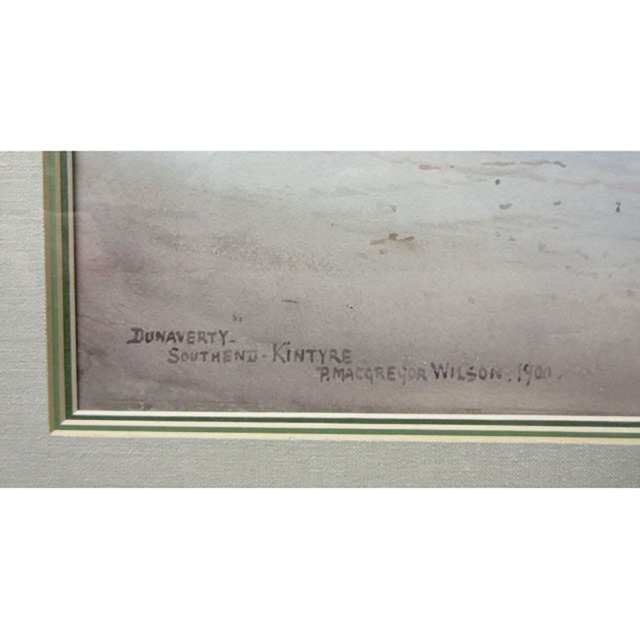 DUNAVERTY-
SOUTHEND-KINTYRE
P. MACGREGOR WILSON. 1900.